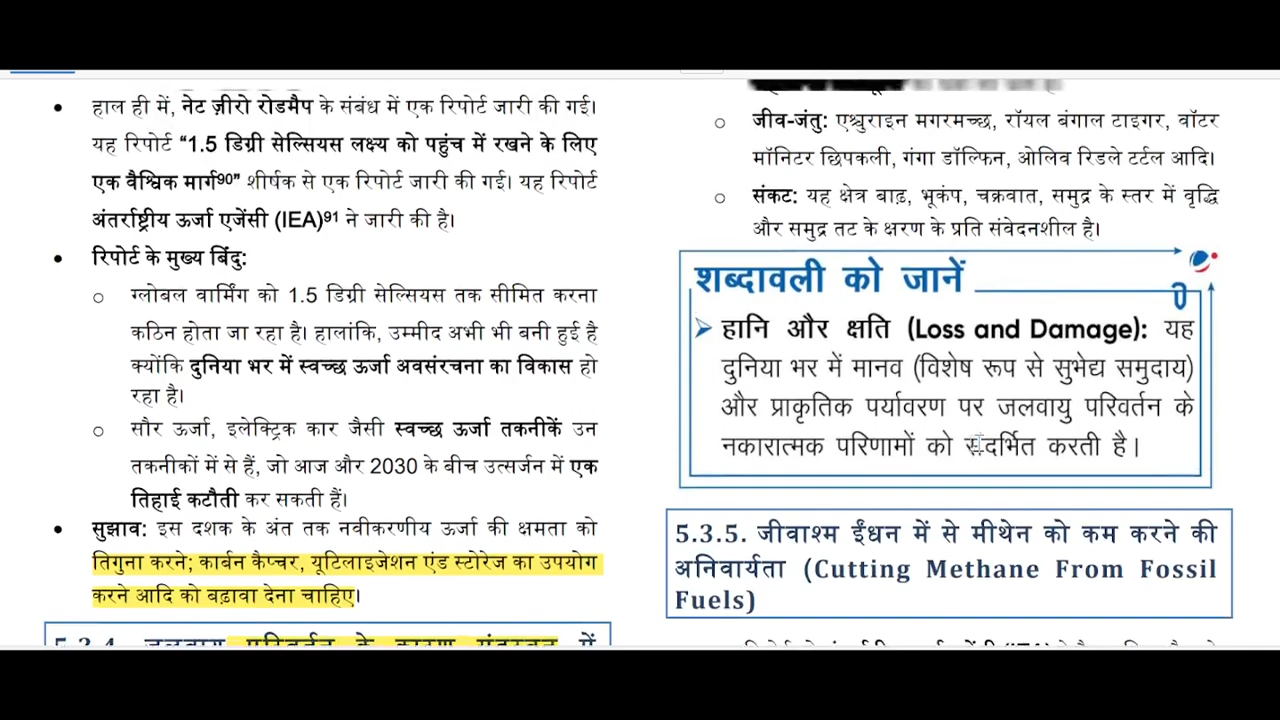 • हाल ही में, नेट ज़ीरो रोडमैप के संबंध में एक रिपोर्ट जारी की गई।
यह रिपोर्ट "1.5 डिग्री सेल्सियस लक्ष्य को पहुंच में रखने के लिए
एक वैश्विक मार्ग90" शीर्षक से एक रिपोर्ट जारी की गई। यह रिपोर्ट
अंतर्राष्ट्रीय ऊर्जा एजेंसी (IEA)91 ने जारी की है।
• रिपोर्ट के मुख्य बिंदु:
o ग्लोबल वार्मिंग को 1.5 डिग्री सेल्सियस तक सीमित करना
कठिन होता जा रहा है। हालांकि, उम्मीद अभी भी बनी हुई है
क्योंकि दुनिया भर में स्वच्छ ऊर्जा अवसंरचना का विकास हो
रहा है।
o सौर ऊर्जा, इलेक्ट्रिक कार जैसी स्वच्छ ऊर्जा तकनीकें उन
तकनीकों में से हैं, जो आज और 2030 के बीच उत्सर्जन में एक
तिहाई कटौती कर सकती हैं।
• सुझाव: इस दशक के अंत तक नवीकरणीय ऊर्जा की क्षमता को
तिगुना करने; कार्बन कैप्चर, यूटिलाइजेशन एंड स्टोरेज का उपयोग
करने आदि को बढ़ावा देना चाहिए।
o जीव-जंतु: एश्चुराइन मगरमच्छ, रॉयल बंगाल टाइगर, वॉटर
मॉनिटर छिपकली, गंगा डॉल्फिन, ओलिव रिडले टर्टल आदि।
o संकट: यह क्षेत्र बाढ़, भूकंप, चक्रवात, समुद्र के स्तर में वृद्धि
और समुद्र तट के क्षरण के प्रति संवेदनशील है।
शब्दावली को जानें
➤ हानि और क्षति (Loss and Damage): यह
दुनिया भर में मानव (विशेष रूप से सुभेद्य समुदाय)
और प्राकृतिक पर्यावरण पर जलवायु परिवर्तन के
नकारात्मक परिणामों को संदर्भित करती है।
5.3.5. जीवाश्म ईंधन में से मीथेन को कम करने की
अनिवार्यता (Cutting Methane From Fossil
Fuels)